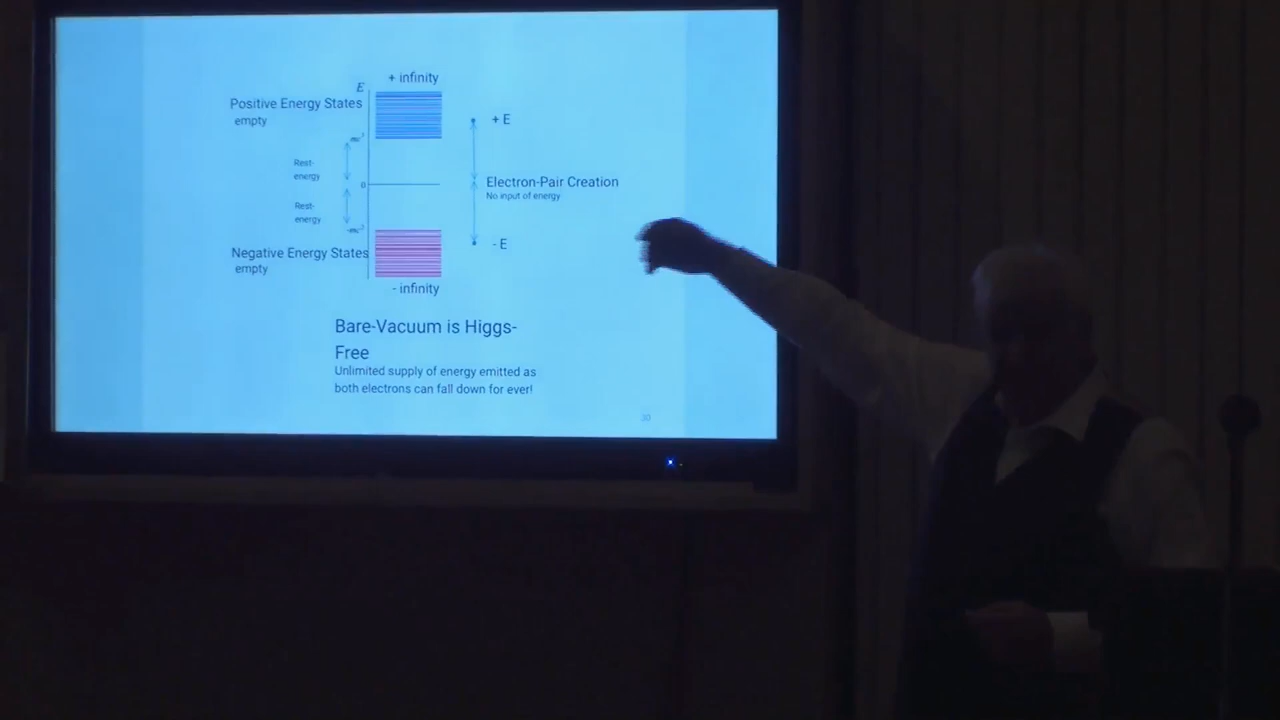 + infinity
E
Positive Energy States
empty
+ E
mc²
Rest-
energy
0
Electron-Pair Creation
No input of energy
Rest-
energy
-mc²
- E
Negative Energy States
empty
- infinity
Bare-Vacuum is Higgs-
Free
Unlimited supply of energy emitted as
both electrons can fall down for ever!